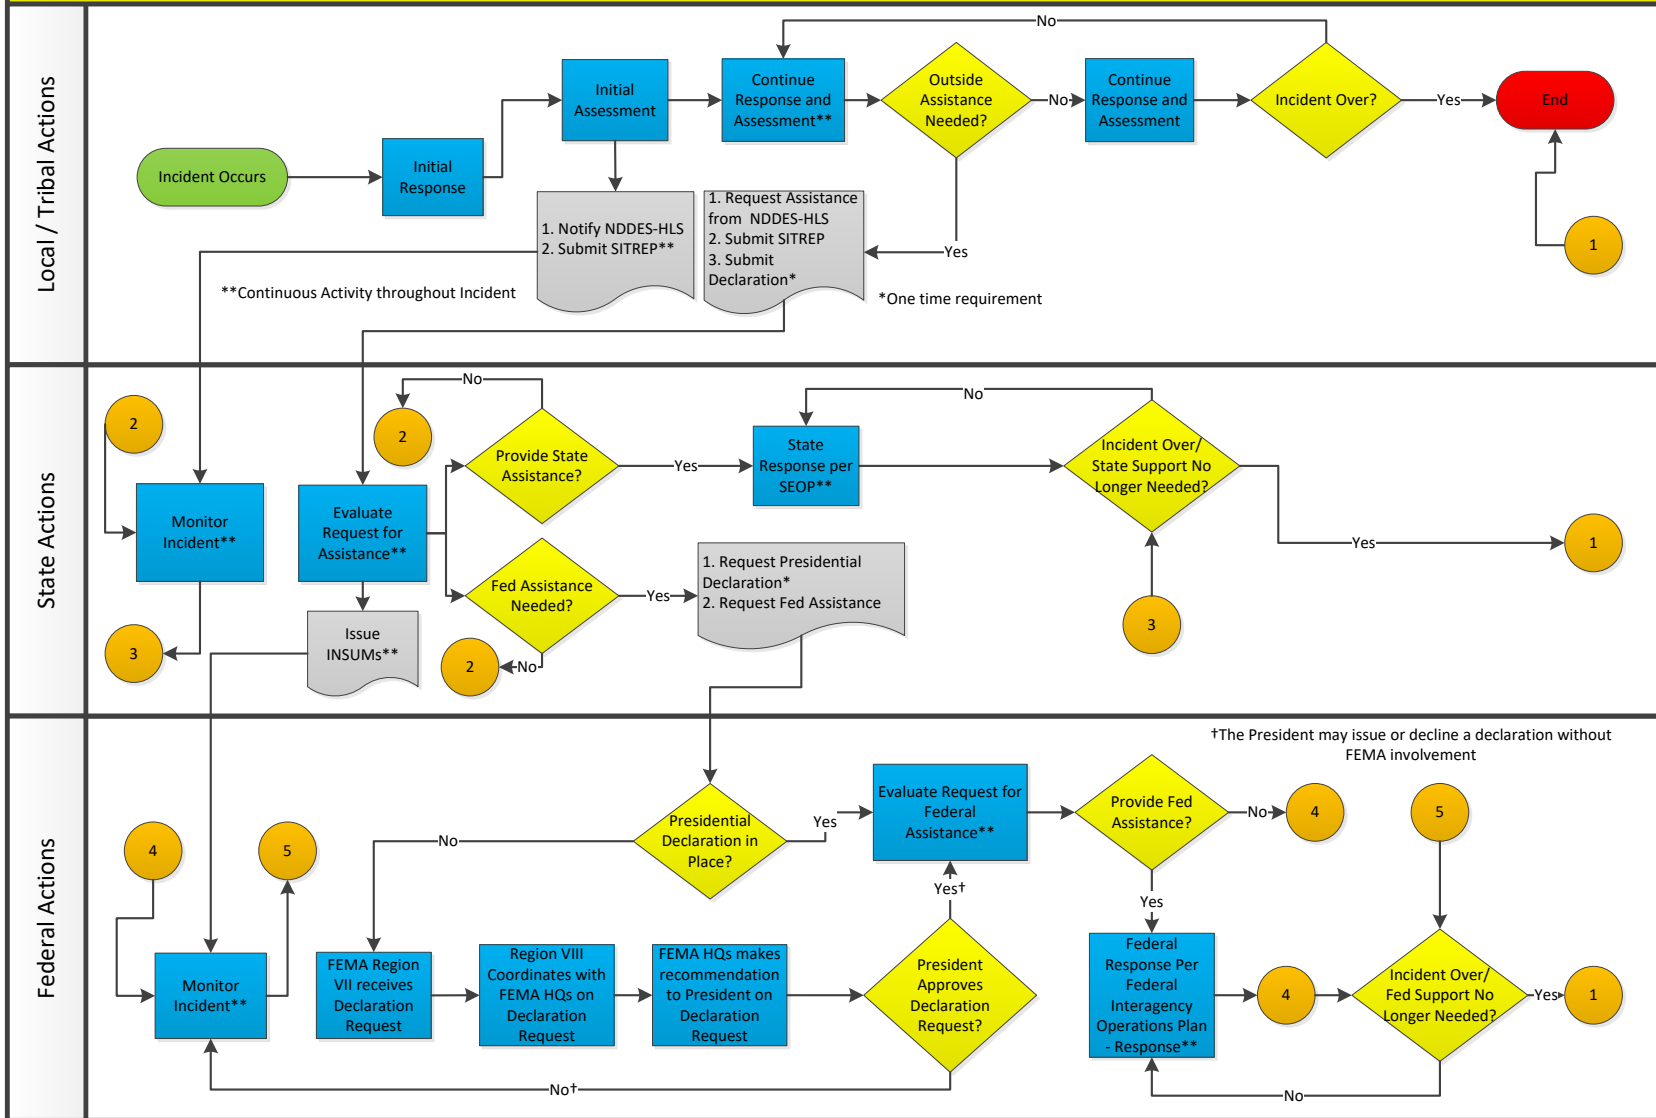 Local / Tribal Actions
No
Incident Occurs
Initial
Response
Initial
Assessment
Continue
Response and
Assessment**
Outside
Assistance
Needed?
No
Continue
Response and
Assessment
Incident Over?
Yes
End
1. Notify NDDES-HLS
2. Submit SITREP**
1. Request Assistance
from NDDES-HLS
2. Submit SITREP
3. Submit
Declaration*
Yes
1
**Continuous Activity throughout Incident
*One time requirement
State Actions
2
No
2
Provide State
Assistance?
Yes
State
Response per
SEOP**
No
Incident Over/
State Support No
Longer Needed?
Yes
1
Monitor
Incident**
Evaluate
Request for
Assistance**
Fed Assistance
Needed?
Yes
1. Request Presidential
Declaration*
2. Request Fed Assistance
3
3
Issue
INSUMs**
2
No
Federal Actions
†The President may issue or decline a declaration without
FEMA involvement
4
5
No
Presidential
Declaration in
Place?
Yes
Evaluate Request for
Federal
Assistance**
Provide Fed
Assistance?
No
4
5
Yes†
Yes
Monitor
Incident**
FEMA Region
VII receives
Declaration
Request
Region VIII
Coordinates with
FEMA HQs on
Declaration
Request
FEMA HQs makes
recommendation
to President on
Declaration
Request
President
Approves
Declaration
Request?
Federal
Response Per
Federal
Interagency
Operations Plan
- Response**
4
Incident Over/
Fed Support No
Longer Needed?
Yes
1
No†
No